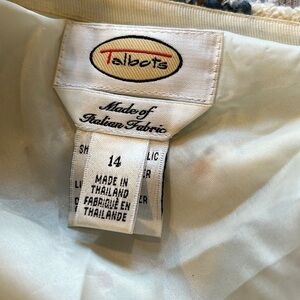 Talbots
Made of
Italian Fabric
14
MADE IN
THAILAND
FABRIQUÉ EN
THAÏLANDE